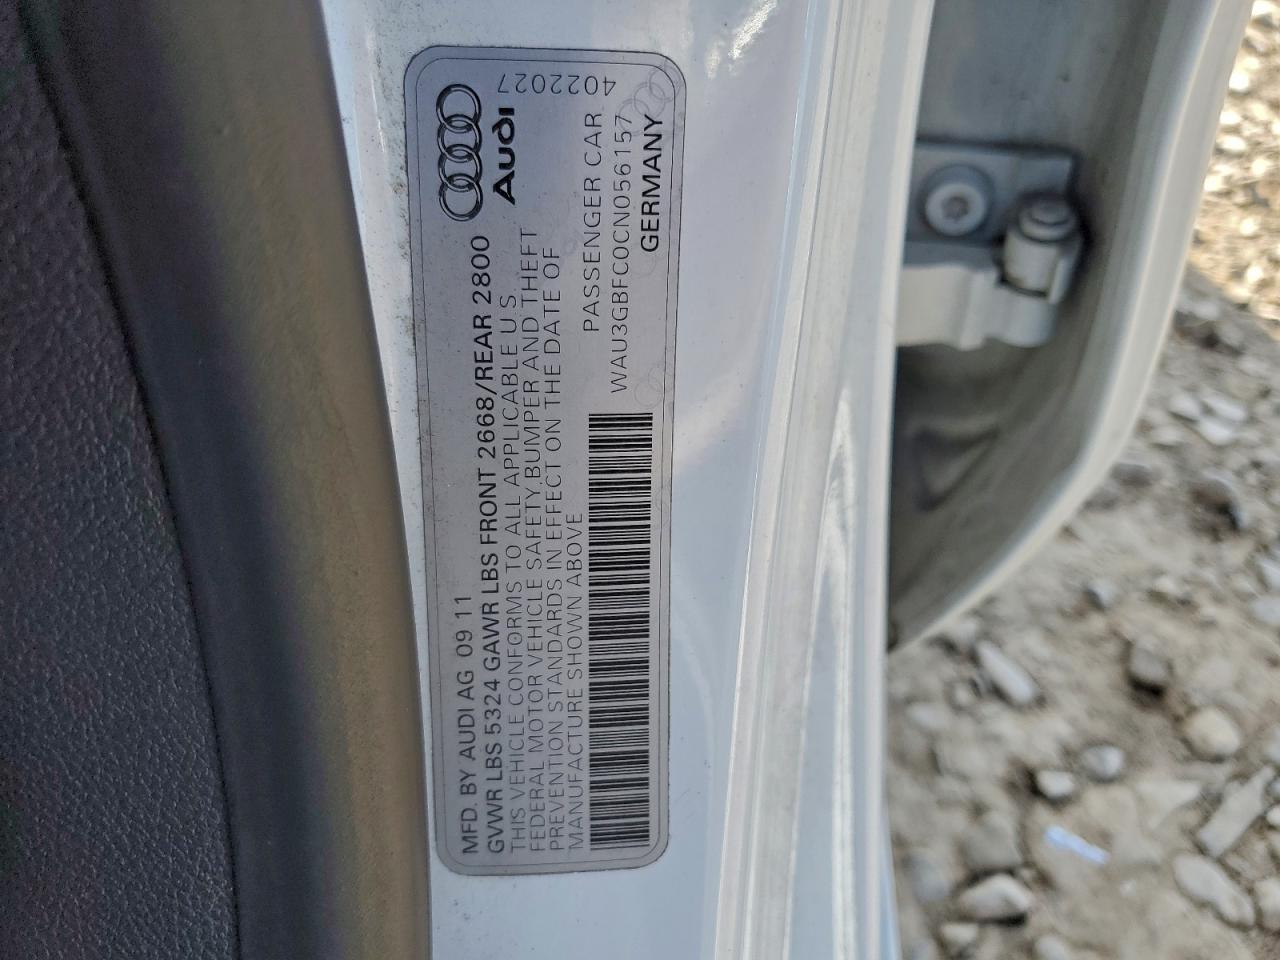 MFD. BY AUDI AG 09 11
GVWR LBS 5324 GAWR LBS FRONT 2668/REAR 2800
THIS VEHICLE CONFORMS TO ALL APPLICABLE U S
FEDERAL MOTOR VEHICLE SAFETY, BUMPER AND THEFT
PREVENTION STANDARDS IN EFFECT ON THE DATE OF
MANUFACTURE SHOWN ABOVE
Audi
4022027
PASSENGER CAR
WAU3GBFC0CN056157
GERMANY